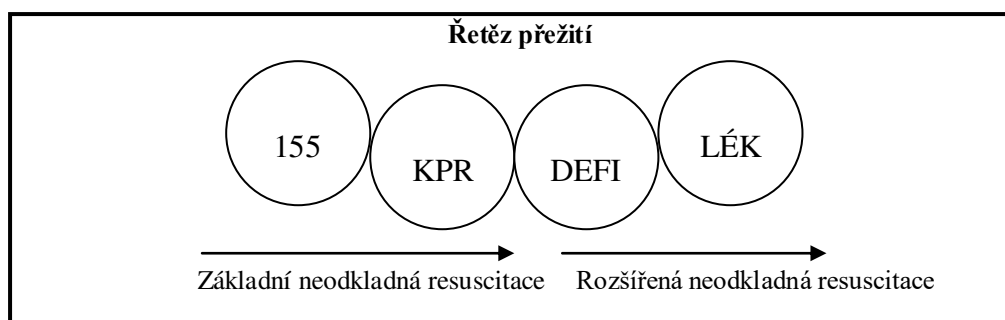 Řetěz přežití
155 KPR DEFI LÉK
Základní neodkladná resuscitace Rozšířená neodkladná resuscitace